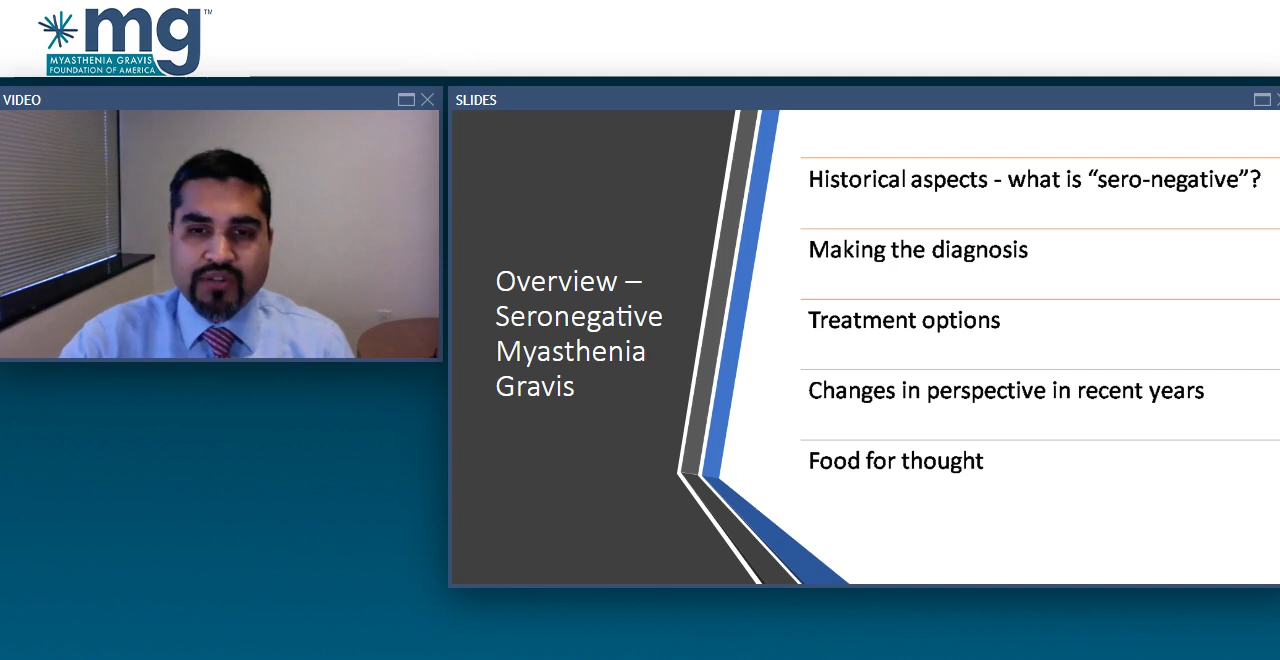 mg™
MYASTHENIA GRAVIS
FOUNDATION OF AMERICA
VIDEO
SLIDES
Overview –
Seronegative
Myasthenia
Gravis
Historical aspects - what is “sero-negative”?
Making the diagnosis
Treatment options
Changes in perspective in recent years
Food for thought